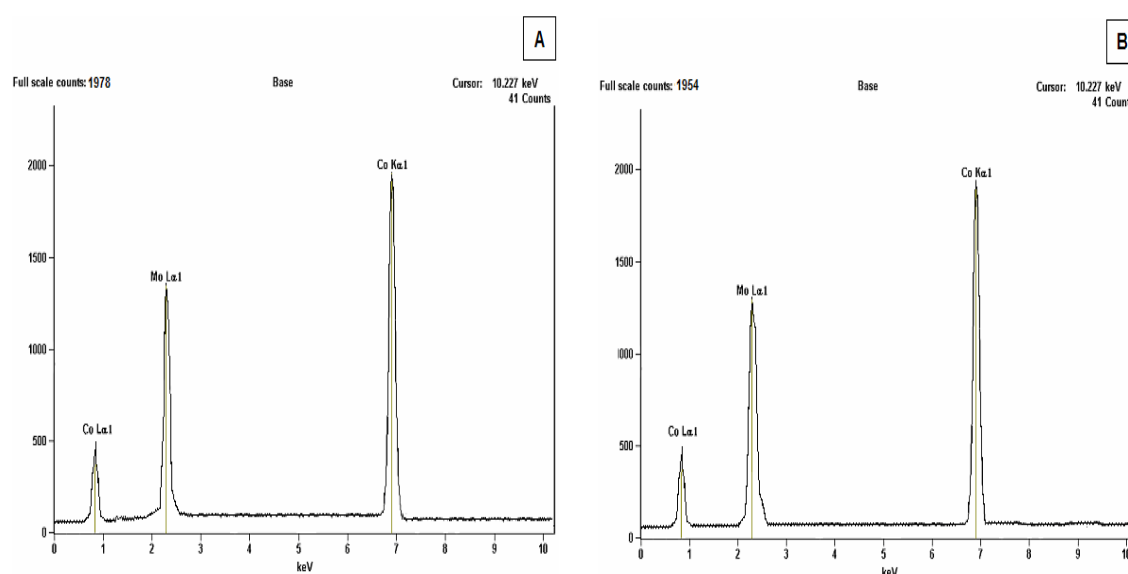 A
Full scale counts: 1978 Base Cursor: 10.227 keV
41 Counts
2000
1500
1000
500
0
Co Kα1
Mo Lα1
Co Lα1
0 1 2 3 4 5 6 7 8 9 10
keV
B
Full scale counts: 1954 Base Cursor: 10.227 keV
41 Count
2000
1500
1000
500
0
Co Kα1
Mo Lα1
Co Lα1
0 1 2 3 4 5 6 7 8 9 10
keV